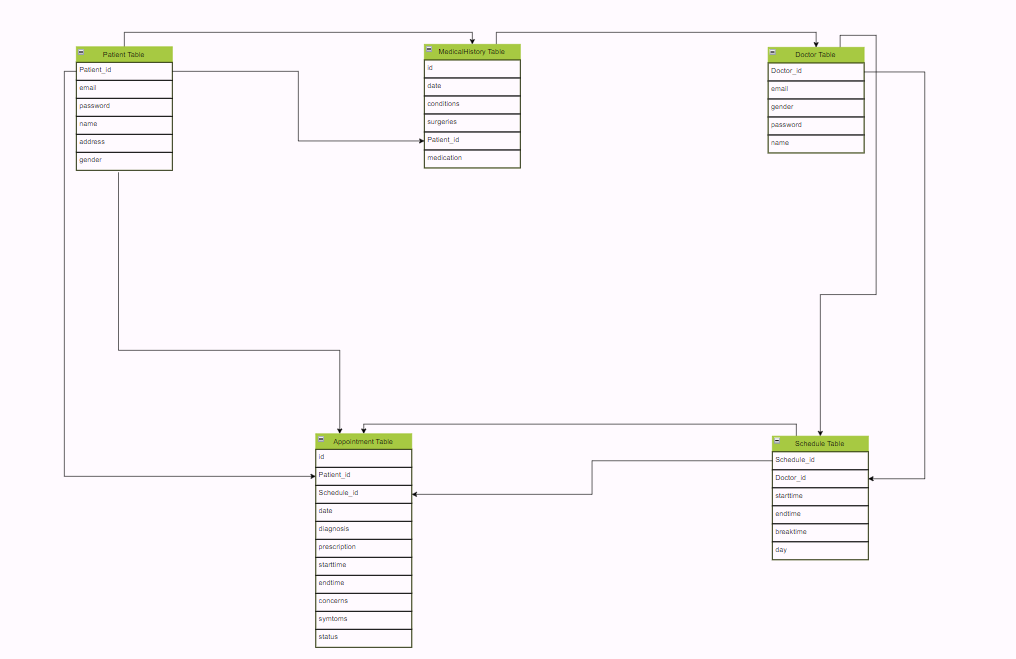 Patient Table
Patient_id
email
password
name
address
gender
MedicalHistory Table
id
date
conditions
surgeries
Patient_id
medication
Doctor Table
Doctor_id
email
gender
password
name
Appointment Table
id
Patient_id
Schedule_id
date
diagnosis
prescription
starttime
endtime
concerns
symtoms
status
Schedule Table
Schedule_id
Doctor_id
starttime
endtime
breaktime
day